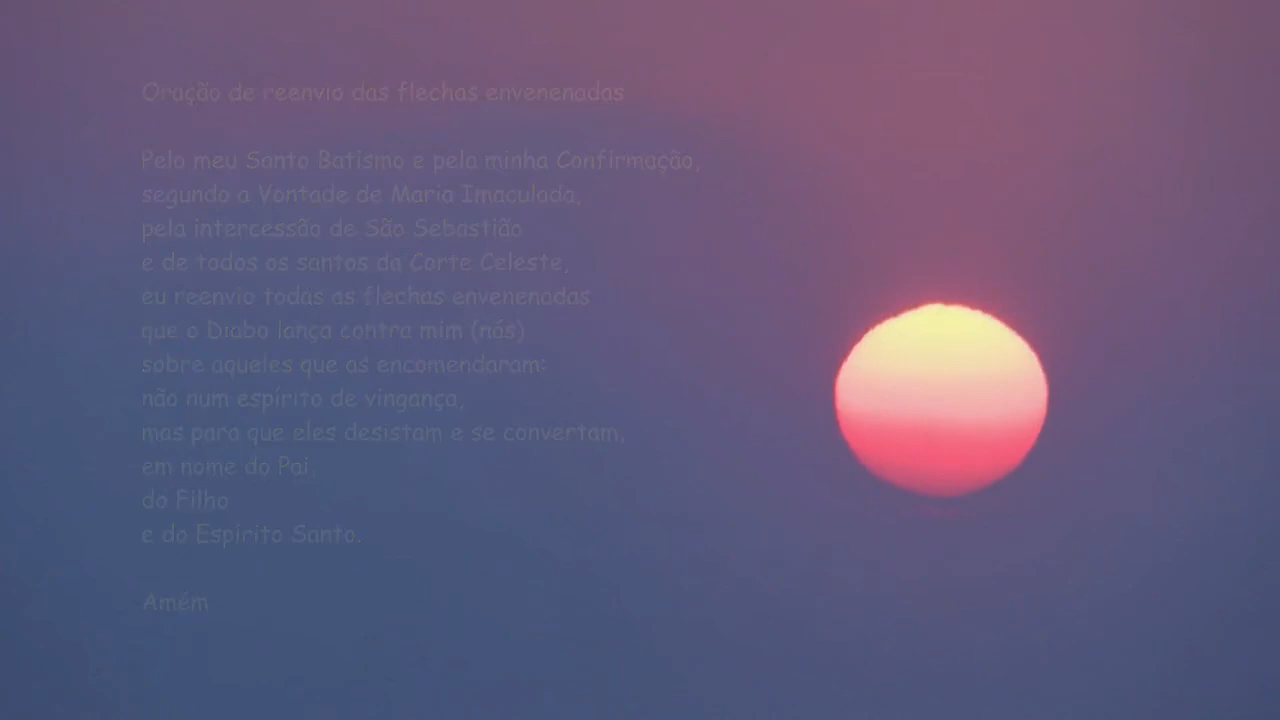 Oração de reenvio das flechas envenenadas
Pelo meu Santo Batismo e pela minha Confirmação,
segundo a Vontade de Maria Imaculada,
pela intercessão de São Sebastião
e de todos os santos da Corte Celeste,
eu reenvio todas as flechas envenenadas
que o Diabo lança contra mim (nós)
sobre aqueles que as encomendaram:
não num espírito de vingança,
mas para que eles desistam e se convertam,
em nome do Pai,
do Filho
e do Espírito Santo.
Amém